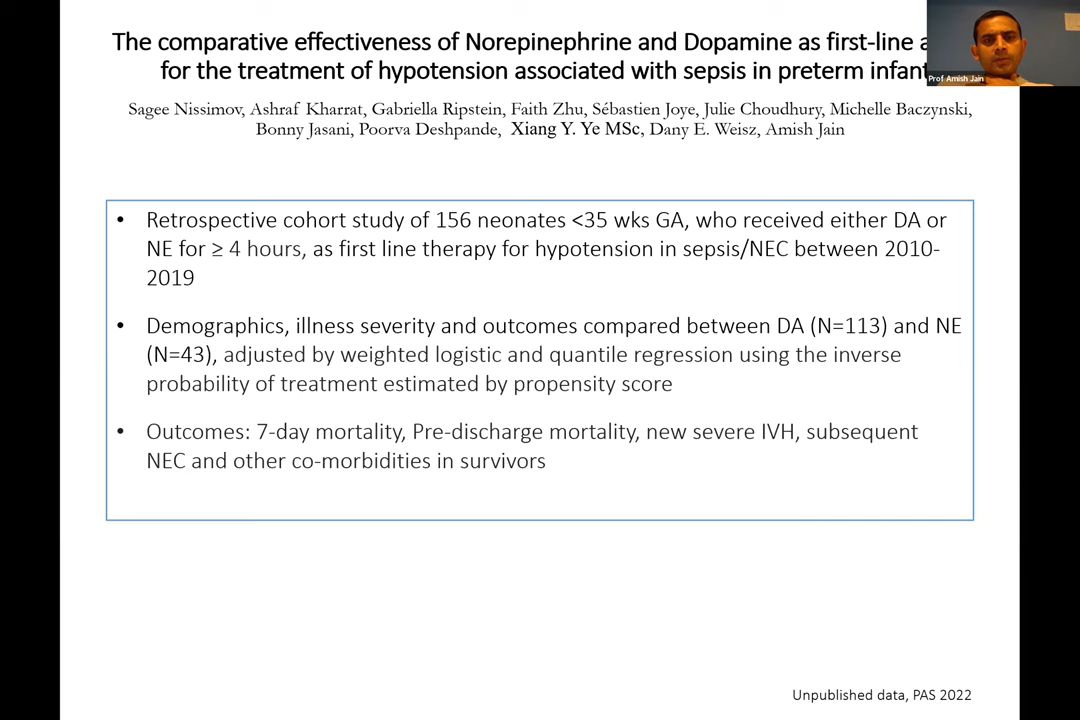 The comparative effectiveness of Norepinephrine and Dopamine as first-line
for the treatment of hypotension associated with sepsis in preterm infant
Prof Amish Jain
Sagee Nissimov, Ashraf Kharrat, Gabriella Ripstein, Faith Zhu, Sébastien Joye, Julie Choudhury, Michelle Baczynski,
Bonny Jasani, Poorva Deshpande, Xiang Y. Ye MSc, Dany E. Weisz, Amish Jain
• Retrospective cohort study of 156 neonates <35 wks GA, who received either DA or
NE for ≥ 4 hours, as first line therapy for hypotension in sepsis/NEC between 2010-
2019
• Demographics, illness severity and outcomes compared between DA (N=113) and NE
(N=43), adjusted by weighted logistic and quantile regression using the inverse
probability of treatment estimated by propensity score
• Outcomes: 7-day mortality, Pre-discharge mortality, new severe IVH, subsequent
NEC and other co-morbidities in survivors
Unpublished data, PAS 2022